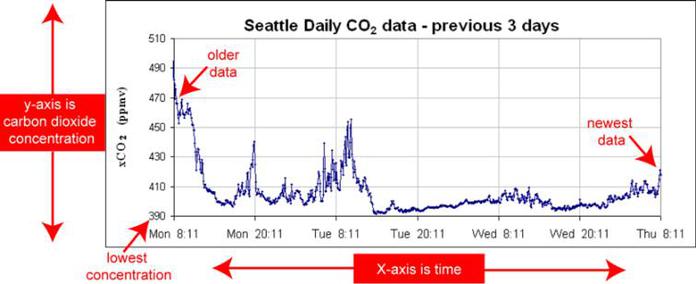 Seattle Daily CO₂ data - previous 3 days
y-axis is
carbon dioxide
concentration
xCO₂ (ppmv)
510
490
470
450
430
410
390
older
data
newest
data
Mon 8:11
Mon 20:11
Tue 8:11
Tue 20:11
Wed 8:11
Wed 20:11
Thu 8:11
lowest
concentration
X-axis is time